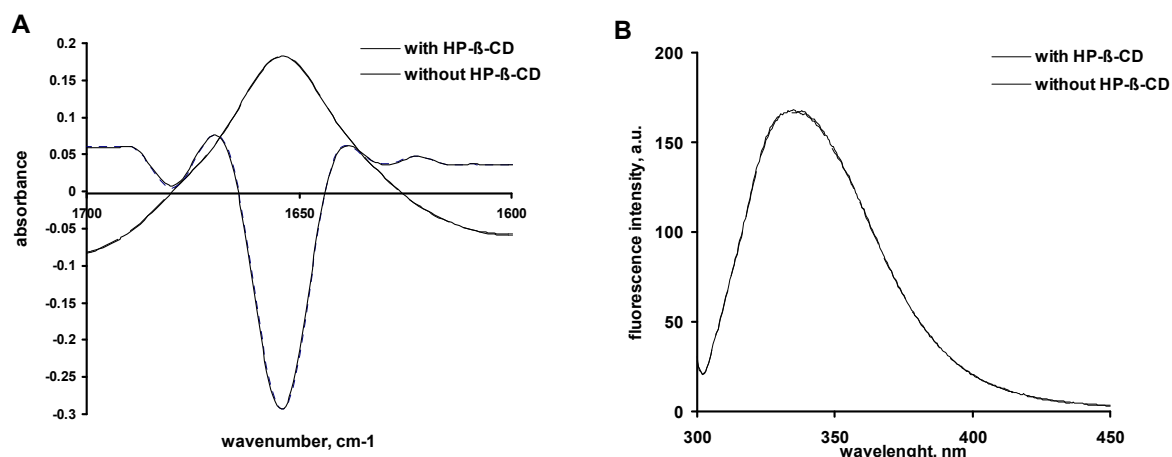 A
with HP-ß-CD
without HP-ß-CD
0.2
0.15
0.1
0.05
0
-0.05
-0.1
-0.15
-0.2
-0.25
-0.3
1700
1650
1600
absorbance
wavenumber, cm-1
B
with HP-ß-CD
without HP-ß-CD
200
150
100
50
0
300
350
400
450
fluorescence intensity, a.u.
wavelenght, nm